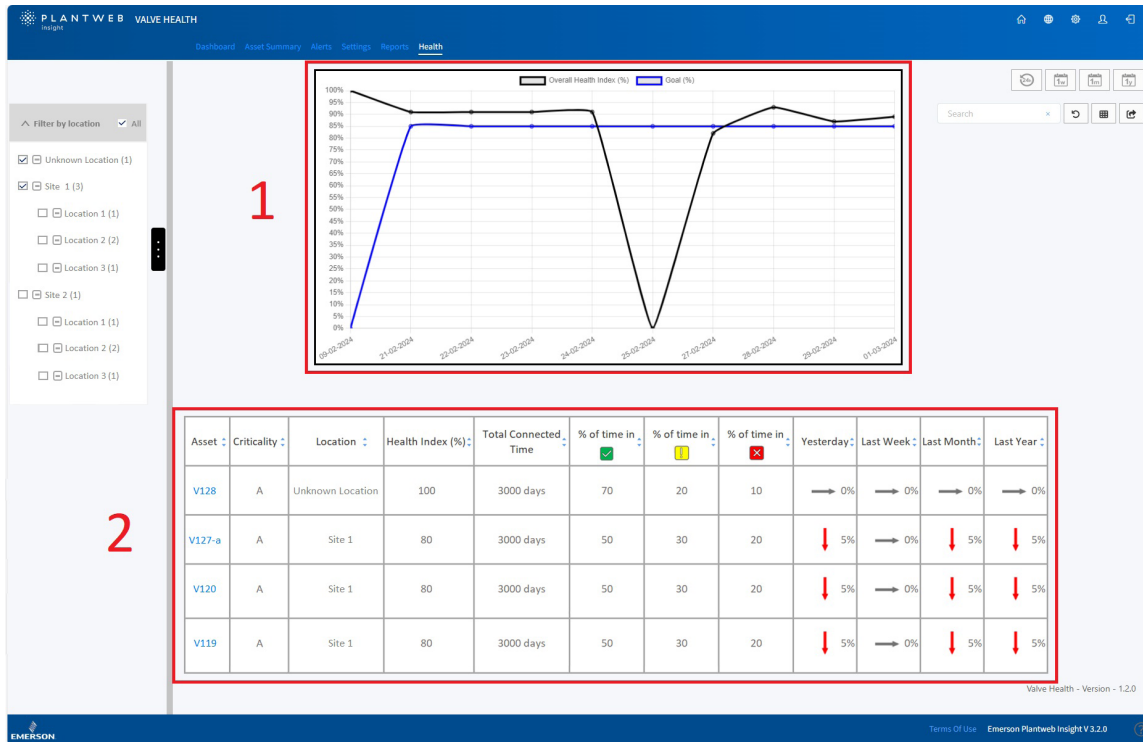 PLANTWEB VALVE HEALTH
insight
Dashboard Asset Summary Alerts Settings Reports Health
24h 1w 1m 1y
Search
Filter by location All
Unknown Location (1)
Site 1 (3)
Location 1 (1)
Location 2 (2)
Location 3 (1)
Site 2 (1)
Location 1 (1)
Location 2 (2)
Location 3 (1)
1
Overall Health Index (%) Goal (%)
100%
95%
90%
85%
80%
75%
70%
65%
60%
55%
50%
45%
40%
35%
30%
25%
20%
15%
10%
5%
0%
09-02-2024 21-02-2024 22-02-2024 23-02-2024 24-02-2024 25-02-2024 27-02-2024 28-02-2024 29-02-2024 01-03-2024
2
Asset Criticality Location Health Index (%) Total Connected Time % of time in % of time in % of time in Yesterday Last Week Last Month Last Year
V128 A Unknown Location 100 3000 days 70 20 10 0% 0% 0% 0%
V127-a A Site 1 80 3000 days 50 30 20 5% 0% 5% 5%
V120 A Site 1 80 3000 days 50 30 20 5% 0% 5% 5%
V119 A Site 1 80 3000 days 50 30 20 5% 0% 5% 5%
Valve Health - Version - 1.2.0
EMERSON
Terms Of Use Emerson Plantweb Insight V 3.2.0